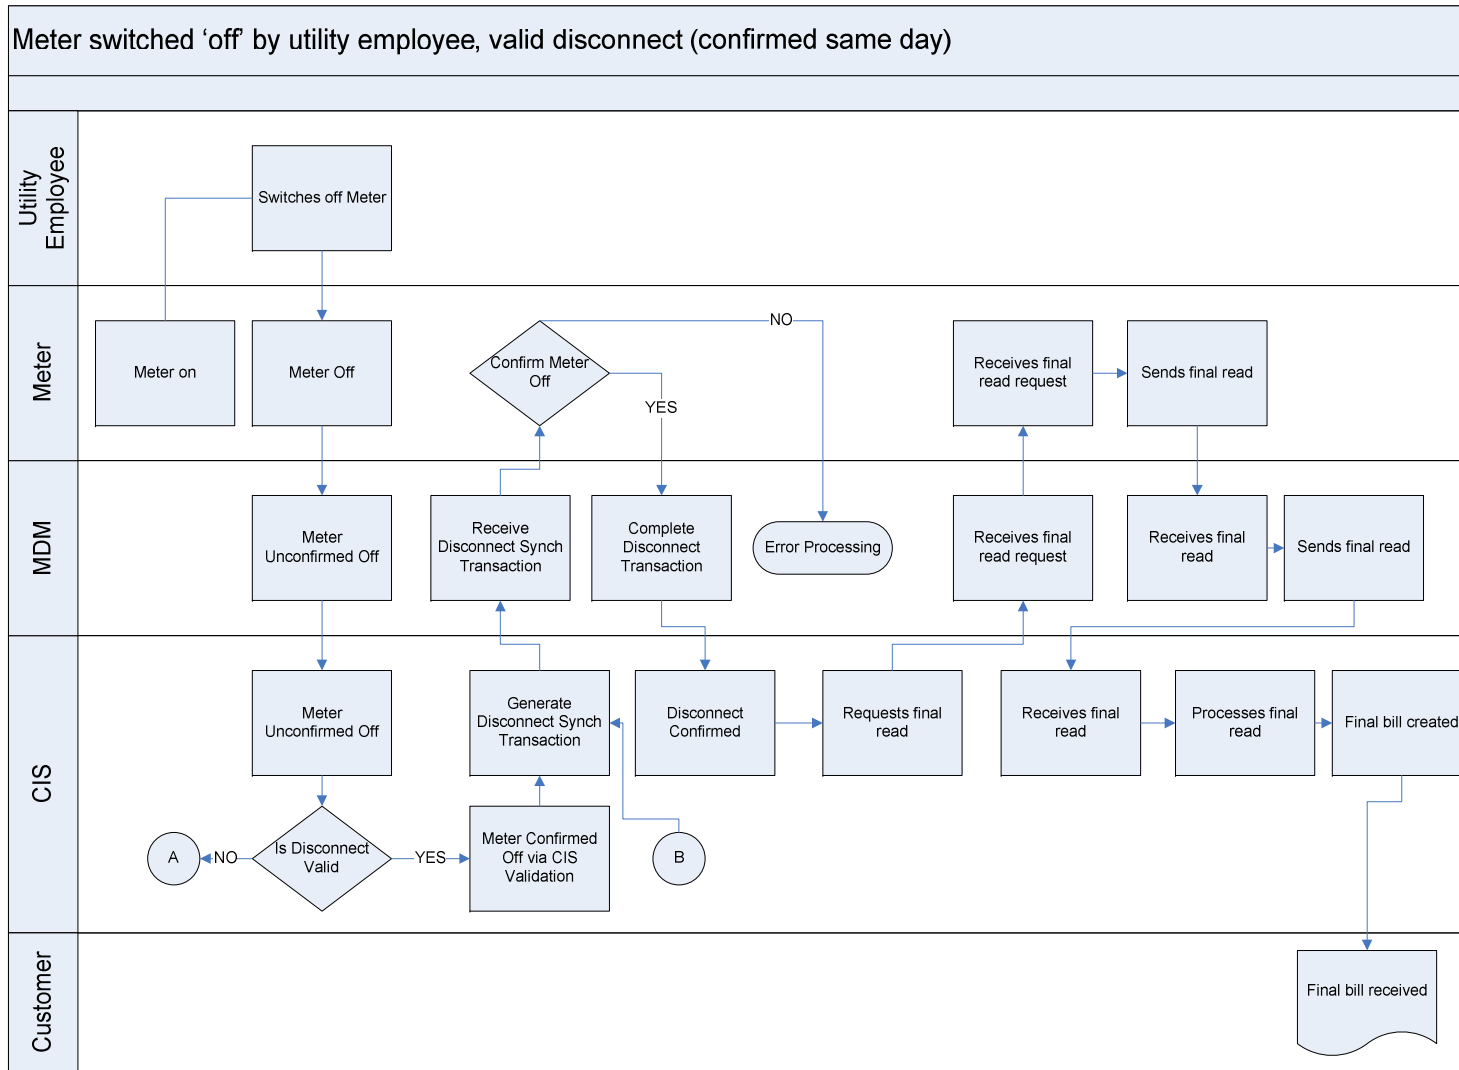 Meter switched ‘off’ by utility employee, valid disconnect (confirmed same day)
Utility
Employee
Switches off Meter
Meter
Meter on
Meter Off
Confirm Meter
Off
NO
YES
Receives final
read request
Sends final read
MDM
Meter
Unconfirmed Off
Receive
Disconnect Synch
Transaction
Complete
Disconnect
Transaction
Error Processing
Receives final
read request
Receives final
read
Sends final read
CIS
Meter
Unconfirmed Off
Generate
Disconnect Synch
Transaction
Disconnect
Confirmed
Requests final
read
Receives final
read
Processes final
read
Final bill created
A
NO
Is Disconnect
Valid
YES
Meter Confirmed
Off via CIS
Validation
B
Customer
Final bill received